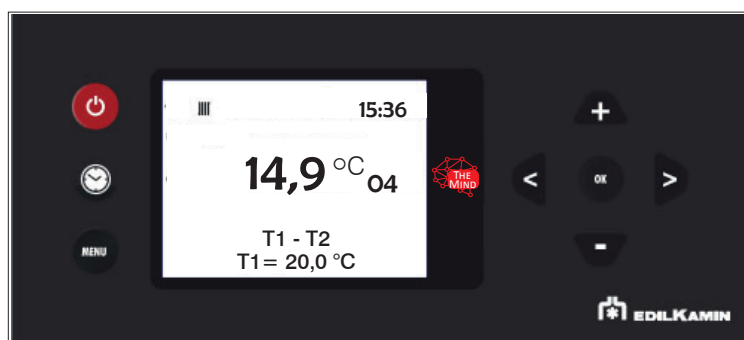 15:36
14,9 °C 04
THE
MIND
< OK >
+
-
MENU
T1 - T2
T1= 20,0 °C
EDILKAMIN